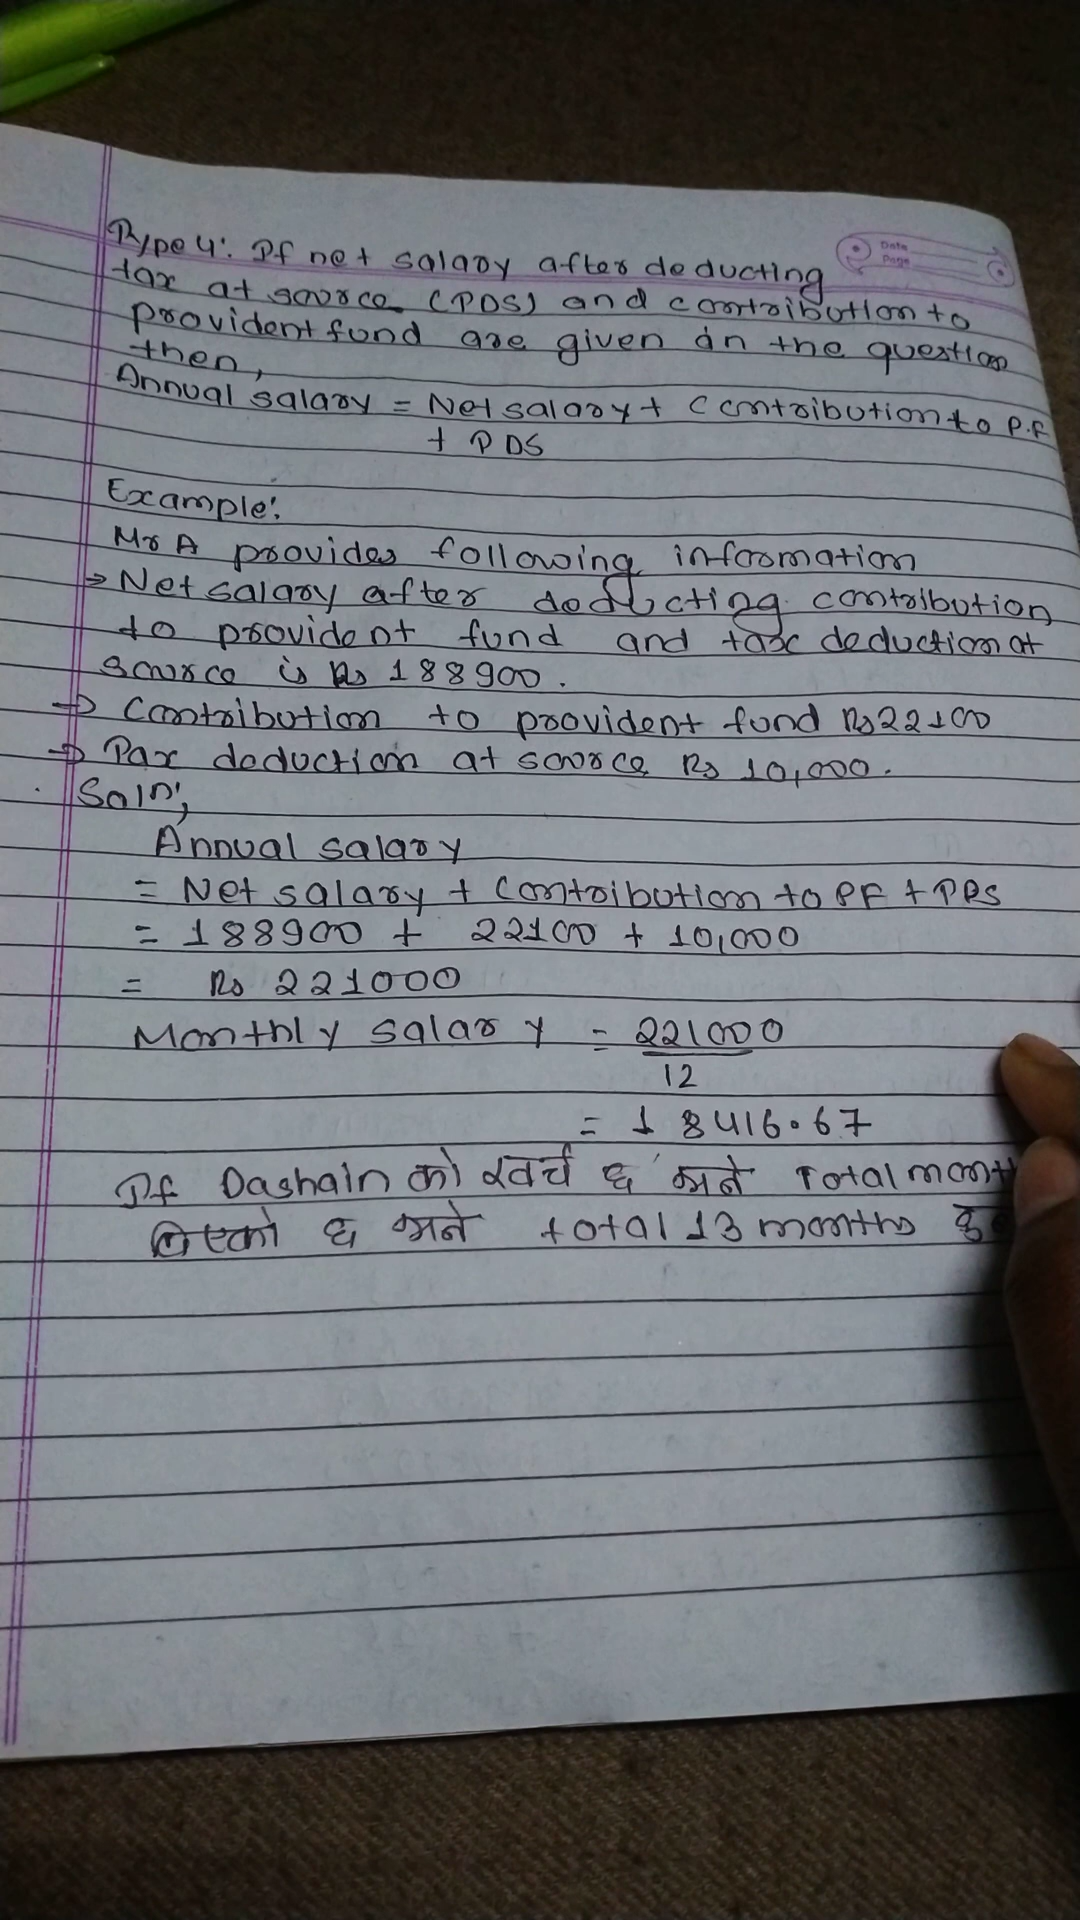 Type 4: If net salary after deducting
Date
Page
tax at source (TDS) and contribution to
provident fund are given in the question
then,
Annual salary = Net salary + Contribution to P.F
+ TDS
Example:
Mr A provides following information
→ Net salary after deducting contribution
to provident fund and tax deduction at
source is Rs 188900.
→ Contribution to provident fund Rs 22100
→ Tax deduction at source Rs 10,000.
Soln;
Annual salary
= Net salary + Contribution to PF + TDS
= 188900 + 22100 + 10,000
= Rs 221000
Monthly salary = 221000
12
= 18416.67
If Dashain को खर्च छ भने Total
दिएको छ भने total 13 months